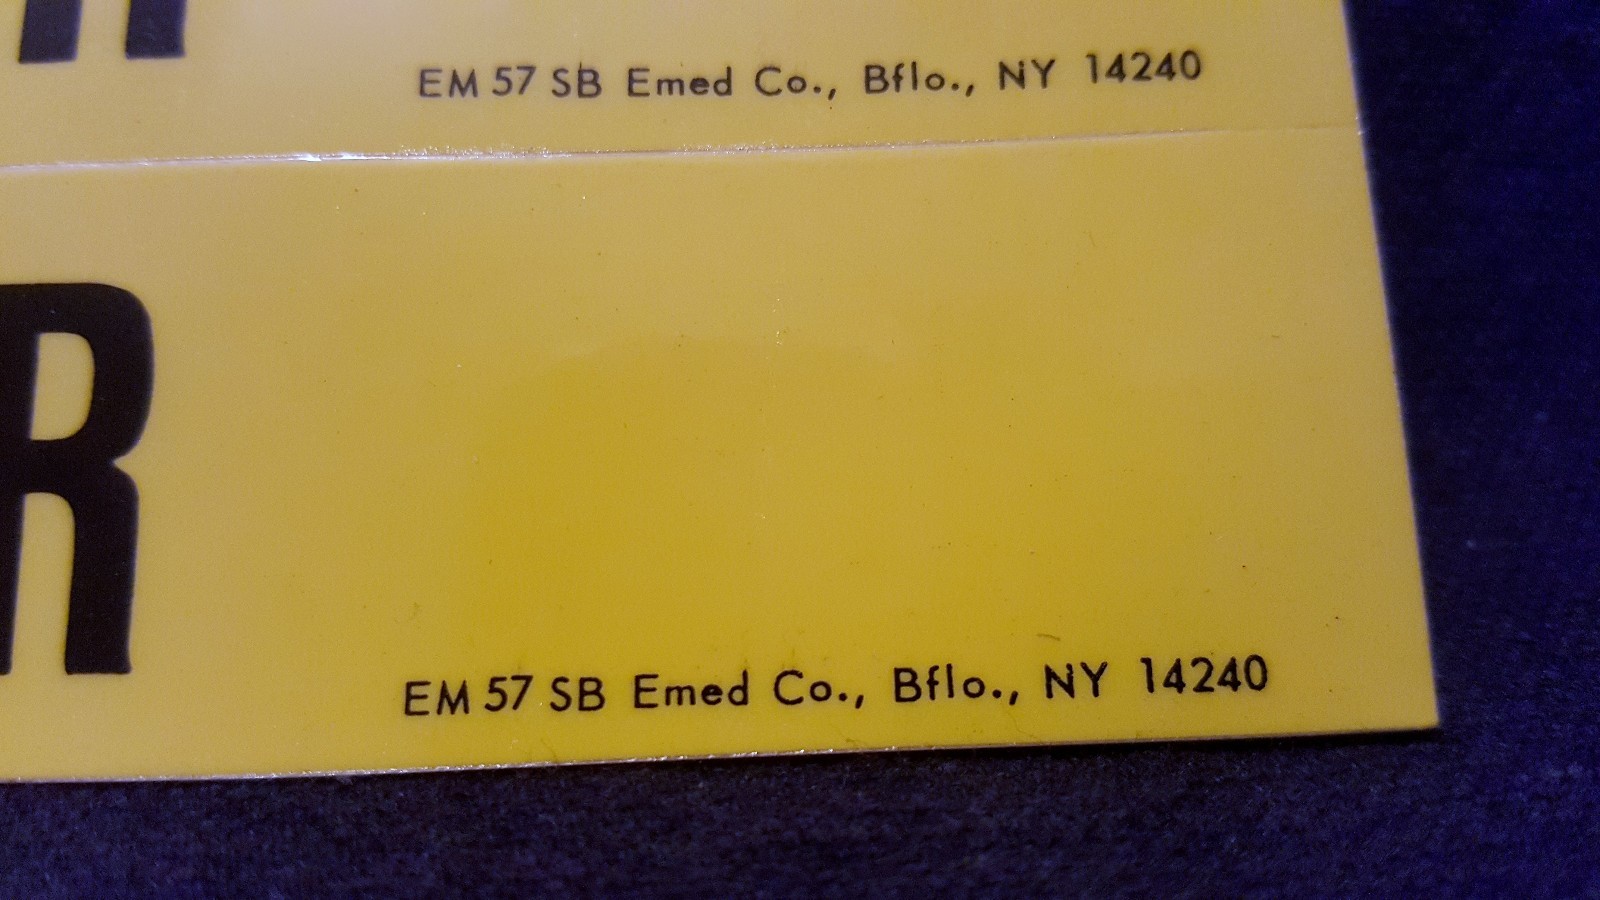 EM 57 SB Emed Co., Bflo., NY 14240
R
EM 57 SB Emed Co., Bflo., NY 14240